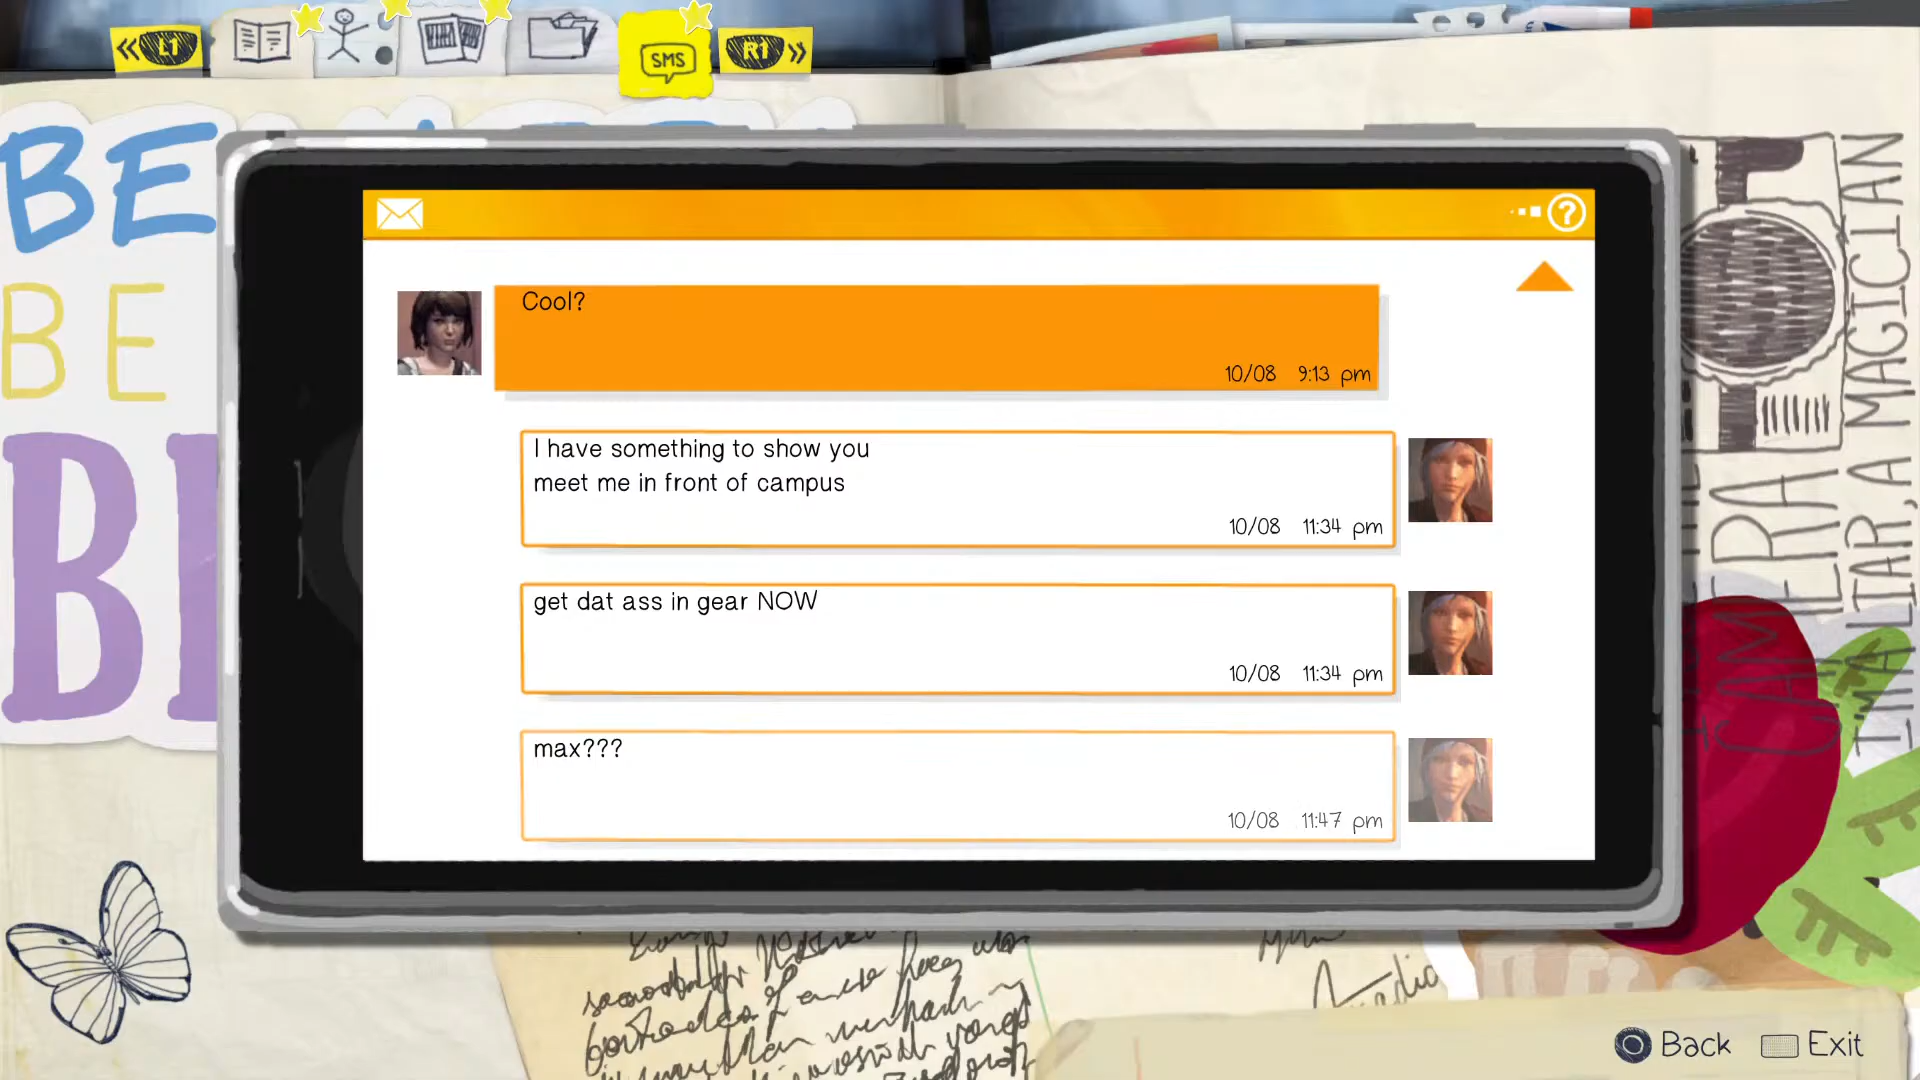 L1
SMS
R1
BE
BE
Cool?
10/08 9:13 pm
I have something to show you
meet me in front of campus
10/08 11:34 pm
get dat ass in gear NOW
10/08 11:34 pm
max???
10/08 11:47 pm
CAMERA
LIAR, A MAGICIAN
Back
Exit